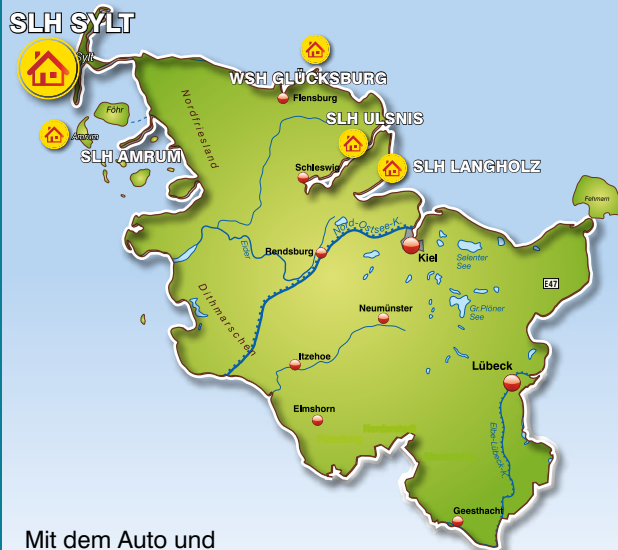 SLH SYLT
Sylt
WSH GLÜCKSBURG
Flensburg
Föhr
Nordfriesland
SLH ULSNIS
Amrum
SLH AMRUM
Schleswig
SLH LANGHOLZ
Fehmarn
Nord-Ostsee-K.
Eider
Rendsburg
Kiel
Selenter
See
E47
Dithmarschen
Neumünster
Gr.Plöner
See
Itzehoe
Lübeck
Elmshorn
Elbe-Lübeck-K.
Geesthacht
Mit dem Auto und